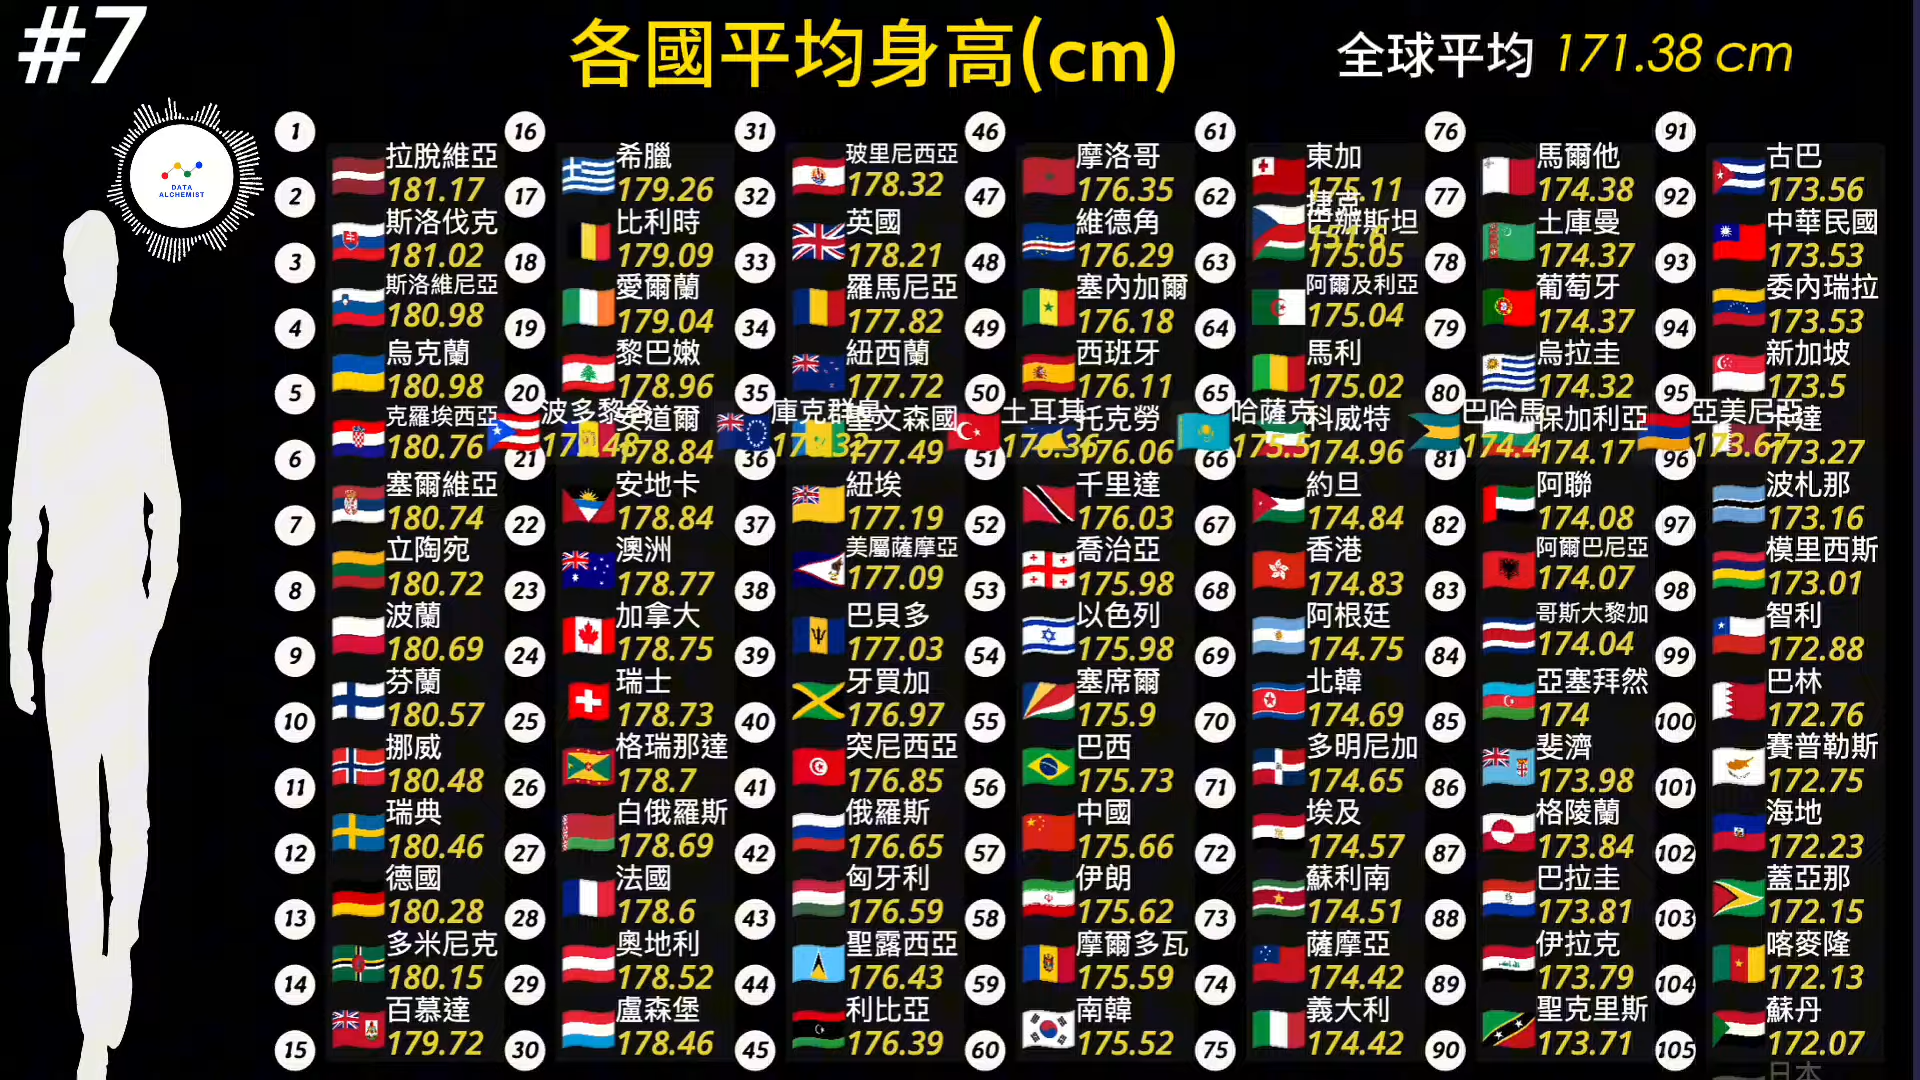 #7
各國平均身高(cm)
全球平均 171.38 cm
DATA
ALCHEMIST
1
拉脫維亞
181.17
2
斯洛伐克
181.02
3
斯洛維尼亞
180.98
4
烏克蘭
180.98
5
克羅埃西亞
180.76
6
塞爾維亞
180.74
7
立陶宛
180.72
8
波蘭
180.69
9
芬蘭
180.57
10
挪威
180.48
11
瑞典
180.46
12
德國
180.28
13
多米尼克
180.15
14
百慕達
179.72
15
16
希臘
179.26
17
比利時
179.09
18
愛爾蘭
179.04
19
黎巴嫩
178.96
20
安道爾
178.84
21
安地卡
178.84
22
澳洲
178.77
23
加拿大
178.75
24
瑞士
178.73
25
格瑞那達
178.7
26
白俄羅斯
178.69
27
法國
178.6
28
奧地利
178.52
29
盧森堡
178.46
30
31
玻里尼西亞
178.32
32
英國
178.21
33
羅馬尼亞
177.82
34
紐西蘭
177.72
35
庫克群島
文森國
177.49
36
紐埃
177.19
37
美屬薩摩亞
177.09
38
巴貝多
177.03
39
牙買加
176.97
40
突尼西亞
176.85
41
俄羅斯
176.65
42
匈牙利
176.59
43
聖露西亞
176.43
44
利比亞
176.39
45
46
摩洛哥
176.35
47
維德角
176.29
48
塞內加爾
176.18
49
西班牙
176.11
50
土耳其
托克勞
176.06
51
千里達
176.03
52
喬治亞
175.98
53
以色列
175.98
54
塞席爾
175.9
55
巴西
175.73
56
中國
175.66
57
伊朗
175.62
58
摩爾多瓦
175.59
59
南韓
175.52
60
61
東加
175.11
62
捷克
175.05
63
阿爾及利亞
175.04
64
馬利
175.02
65
哈薩克
175.5
科威特
174.96
66
約旦
174.84
67
香港
174.83
68
阿根廷
174.75
69
北韓
174.69
70
多明尼加
174.65
71
埃及
174.57
72
蘇利南
174.51
73
薩摩亞
174.42
74
義大利
174.42
75
76
馬爾他
174.38
77
土庫曼
174.37
78
葡萄牙
174.37
79
烏拉圭
174.32
80
巴哈馬
174.4
保加利亞
174.17
81
阿聯
174.08
82
阿爾巴尼亞
174.07
83
哥斯大黎加
174.04
84
亞塞拜然
174
85
斐濟
173.98
86
格陵蘭
173.84
87
巴拉圭
173.81
88
伊拉克
173.79
89
聖克里斯
173.71
90
91
古巴
173.56
92
中華民國
173.53
93
委內瑞拉
173.53
94
新加坡
173.5
95
亞美尼亞
173.67
卡達
173.27
96
波札那
173.16
97
模里西斯
173.01
98
智利
172.88
99
巴林
172.76
100
賽普勒斯
172.75
101
海地
172.23
102
蓋亞那
172.15
103
喀麥隆
172.13
104
蘇丹
172.07
105
日本